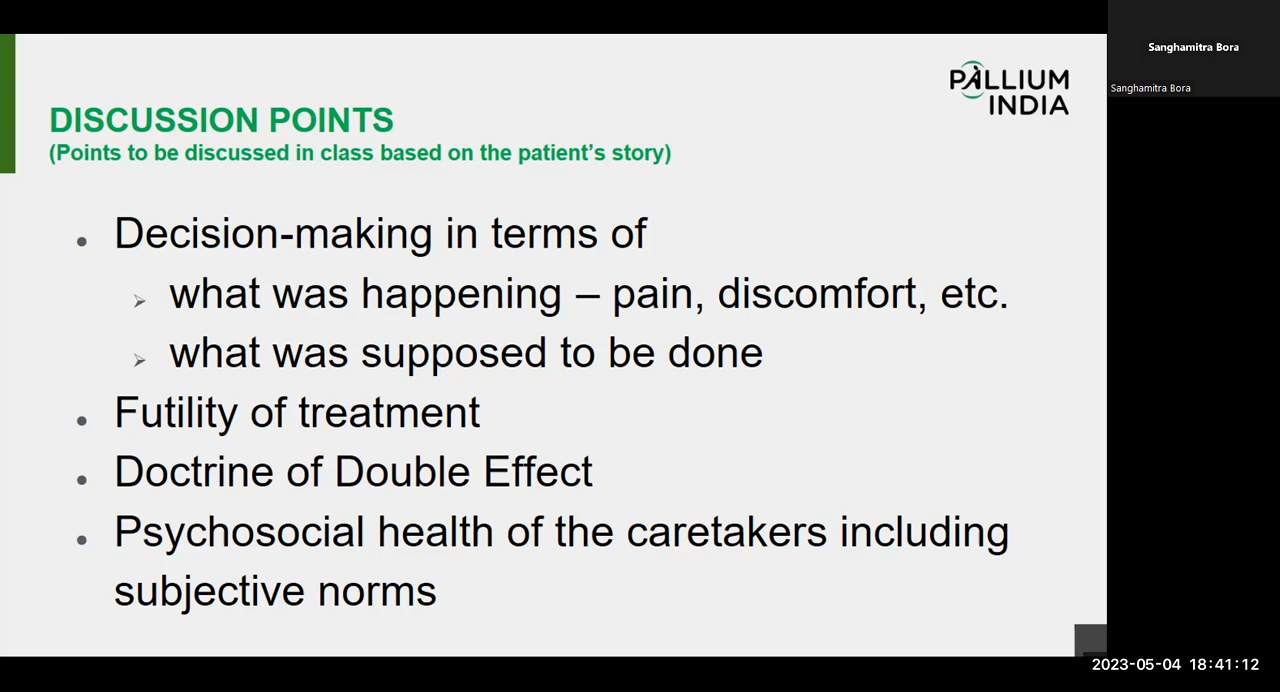 PALLIUM
INDIA
DISCUSSION POINTS
(Points to be discussed in class based on the patient’s story)
• Decision-making in terms of
➢ what was happening – pain, discomfort, etc.
➢ what was supposed to be done
• Futility of treatment
• Doctrine of Double Effect
• Psychosocial health of the caretakers including
subjective norms
Sanghamitra Bora
Sanghamitra Bora
2023-05-04 18:41:12